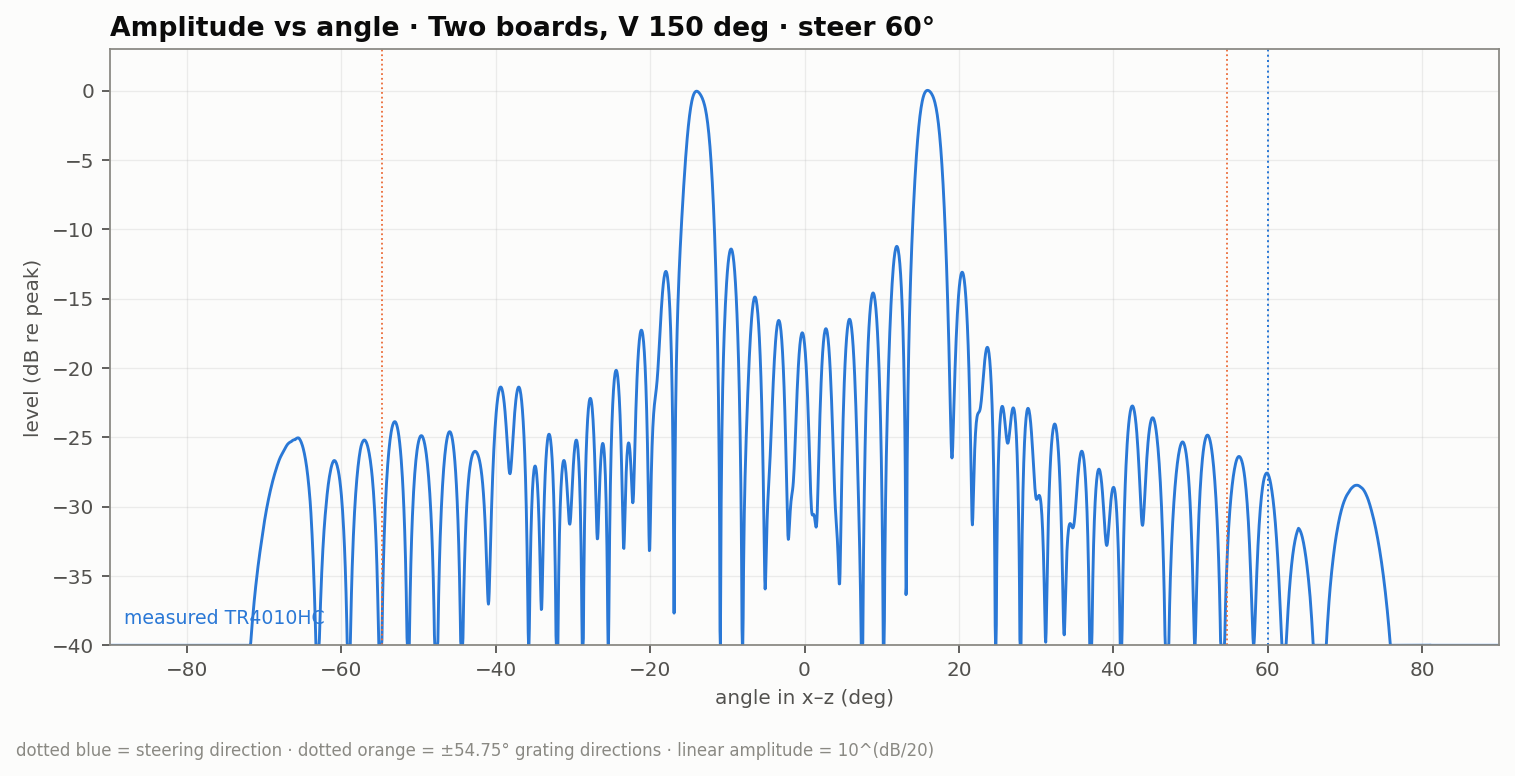 Amplitude vs angle · Two boards, V 150 deg · steer 60°
level (dB re peak)
0
−5
−10
−15
−20
−25
−30
−35
−40
measured TR4010HC
−80 −60 −40 −20 0 20 40 60 80
angle in x–z (deg)
dotted blue = steering direction · dotted orange = ±54.75° grating directions · linear amplitude = 10^(dB/20)